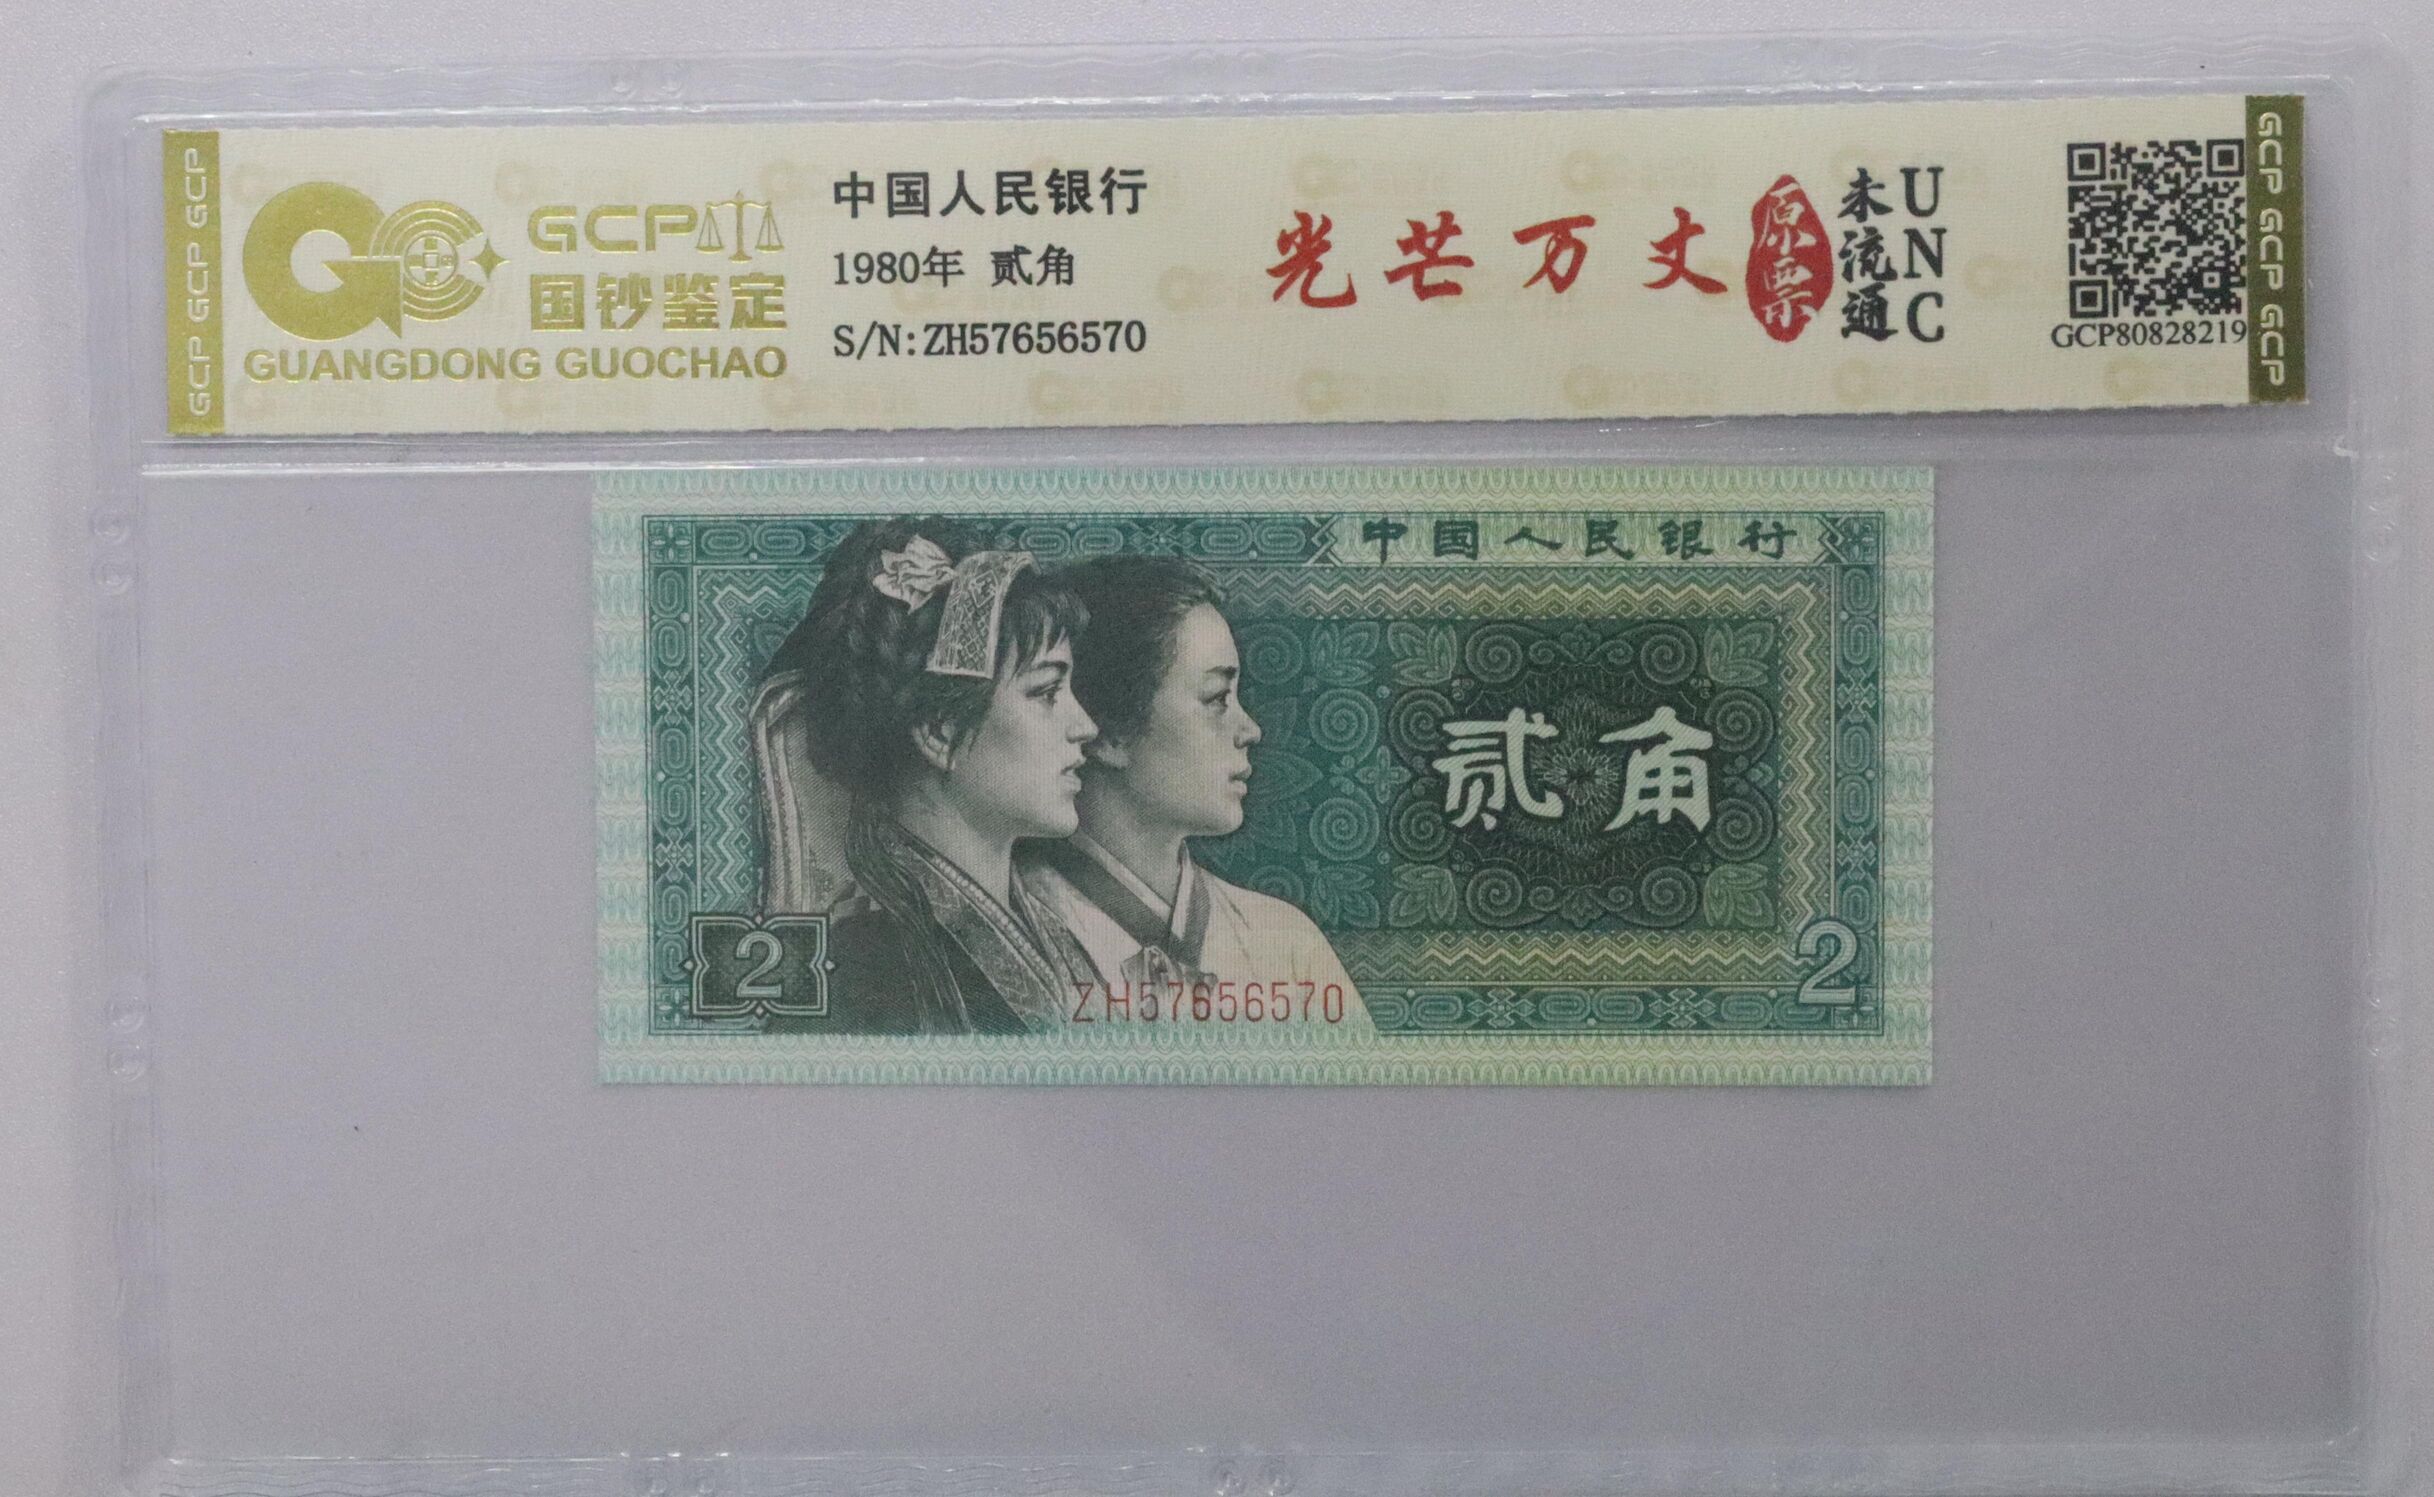 GCP GCP GCP
GCP
国钞鉴定
GUANGDONG GUOCHAO
中国人民银行
1980年 贰角
S/N:ZH57656570
光芒万丈
原票
未流通
UNC
GCP80828219
GCP GCP GCP
中国人民银行
贰角
2
ZH57656570
2